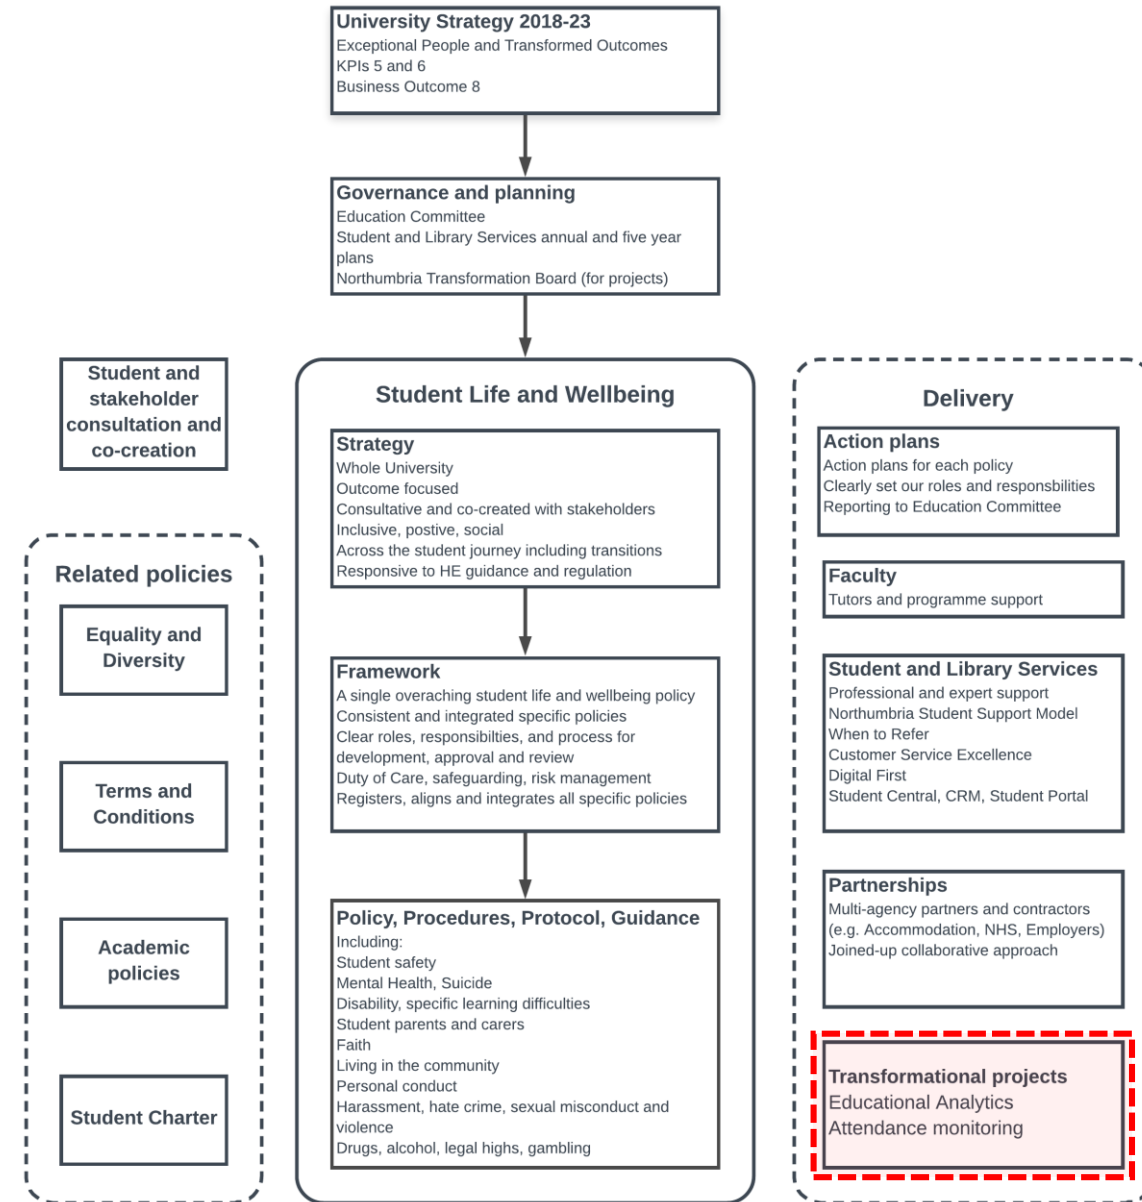 University Strategy 2018-23
Exceptional People and Transformed Outcomes
KPIs 5 and 6
Business Outcome 8
Governance and planning
Education Committee
Student and Library Services annual and five year
plans
Northumbria Transformation Board (for projects)
Student and
stakeholder
consultation and
co-creation
Related policies
Equality and
Diversity
Terms and
Conditions
Academic
policies
Student Charter
Student Life and Wellbeing
Strategy
Whole University
Outcome focused
Consultative and co-created with stakeholders
Inclusive, postive, social
Across the student journey including transitions
Responsive to HE guidance and regulation
Framework
A single overaching student life and wellbeing policy
Consistent and integrated specific policies
Clear roles, responsibilties, and process for
development, approval and review
Duty of Care, safeguarding, risk management
Registers, aligns and integrates all specific policies
Policy, Procedures, Protocol, Guidance
Including:
Student safety
Mental Health, Suicide
Disability, specific learning difficulties
Student parents and carers
Faith
Living in the community
Personal conduct
Harassment, hate crime, sexual misconduct and
violence
Drugs, alcohol, legal highs, gambling
Delivery
Action plans
Action plans for each policy
Clearly set our roles and responsbilities
Reporting to Education Committee
Faculty
Tutors and programme support
Student and Library Services
Professional and expert support
Northumbria Student Support Model
When to Refer
Customer Service Excellence
Digital First
Student Central, CRM, Student Portal
Partnerships
Multi-agency partners and contractors
(e.g. Accommodation, NHS, Employers)
Joined-up collaborative approach
Transformational projects
Educational Analytics
Attendance monitoring